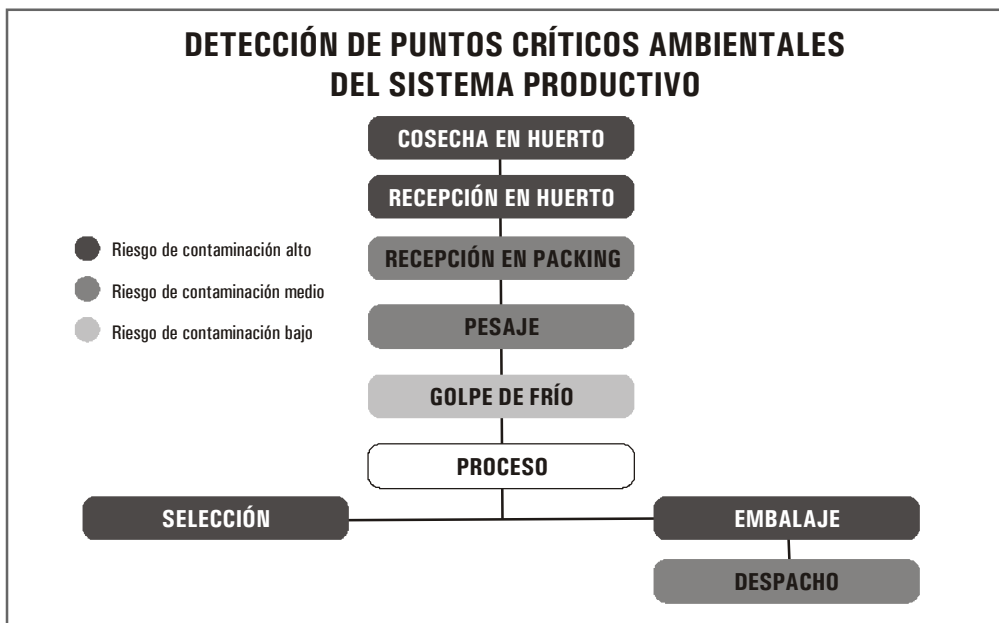 DETECCIÓN DE PUNTOS CRÍTICOS AMBIENTALES
DEL SISTEMA PRODUCTIVO
COSECHA EN HUERTO
RECEPCIÓN EN HUERTO
Riesgo de contaminación alto
RECEPCIÓN EN PACKING
Riesgo de contaminación medio
PESAJE
Riesgo de contaminación bajo
GOLPE DE FRÍO
PROCESO
SELECCIÓN
EMBALAJE
DESPACHO